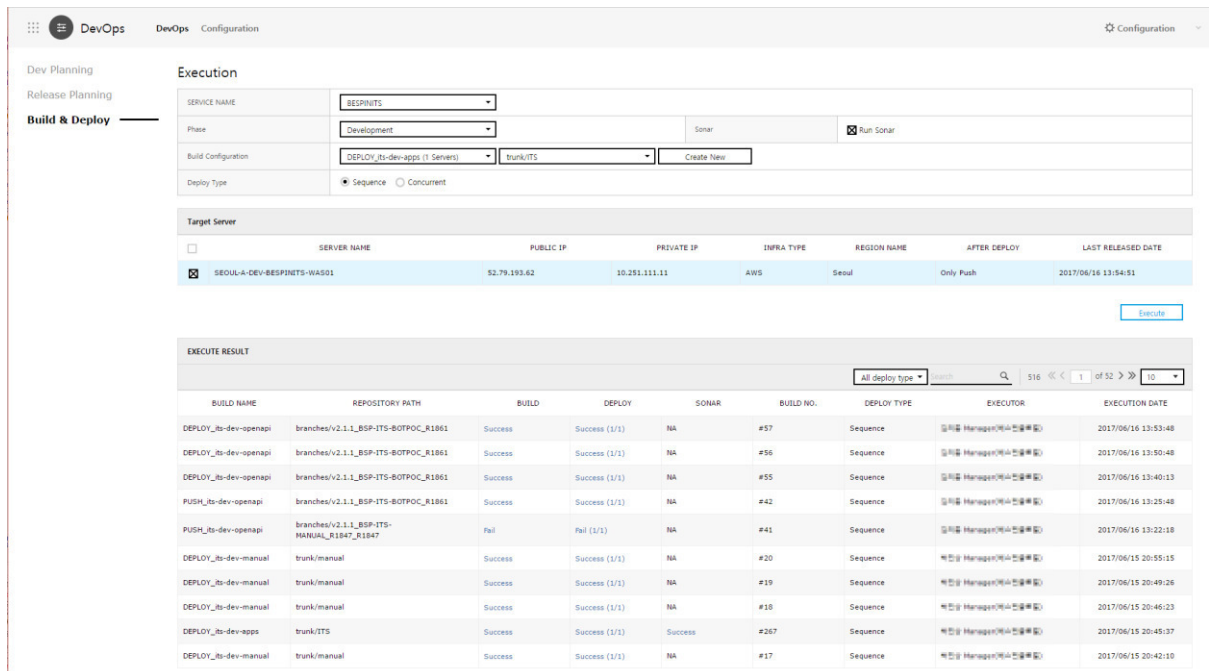 DevOps DevOps Configuration Configuration
Dev Planning
Release Planning
Build & Deploy
Execution
SERVICE NAME BESPINITS
Phase Development Sonar Run Sonar
Build Configuration DEPLOY_its-dev-apps (1 Servers) trunk/ITS Create New
Deploy Type Sequence Concurrent
Target Server
SERVER NAME PUBLIC IP PRIVATE IP INFRA TYPE REGION NAME AFTER DEPLOY LAST RELEASED DATE
SEOUL-A-DEV-BESPINITS-WAS01 52.79.193.62 10.251.111.11 AWS Seoul Only Push 2017/06/16 13:54:51
Execute
EXECUTE RESULT
All deploy type Search 516 1 of 52 10
BUILD NAME REPOSITORY PATH BUILD DEPLOY SONAR BUILD NO. DEPLOY TYPE EXECUTOR EXECUTION DATE
DEPLOY_its-dev-openapi branches/v2.1.1_BSP-ITS-BOTPOC_R1861 Success Success (1/1) NA #57 Sequence Manager 2017/06/16 13:53:48
DEPLOY_its-dev-openapi branches/v2.1.1_BSP-ITS-BOTPOC_R1861 Success Success (1/1) NA #56 Sequence Manager 2017/06/16 13:50:48
DEPLOY_its-dev-openapi branches/v2.1.1_BSP-ITS-BOTPOC_R1861 Success Success (1/1) NA #55 Sequence Manager 2017/06/16 13:40:13
PUSH_its-dev-openapi branches/v2.1.1_BSP-ITS-BOTPOC_R1861 Success Success (1/1) NA #42 Sequence Manager 2017/06/16 13:25:48
PUSH_its-dev-openapi branches/v2.1.1_BSP-ITS-
MANUAL_R1847_R1847 Fail Fail (1/1) NA #41 Sequence Manager 2017/06/16 13:22:18
DEPLOY_its-dev-manual trunk/manual Success Success (1/1) NA #20 Sequence Manager 2017/06/15 20:55:15
DEPLOY_its-dev-manual trunk/manual Success Success (1/1) NA #19 Sequence Manager 2017/06/15 20:49:26
DEPLOY_its-dev-manual trunk/manual Success Success (1/1) NA #18 Sequence Manager 2017/06/15 20:46:23
DEPLOY_its-dev-apps trunk/ITS Success Success (1/1) Success #267 Sequence Manager 2017/06/15 20:45:37
DEPLOY_its-dev-manual trunk/manual Success Success (1/1) NA #17 Sequence Manager 2017/06/15 20:42:10